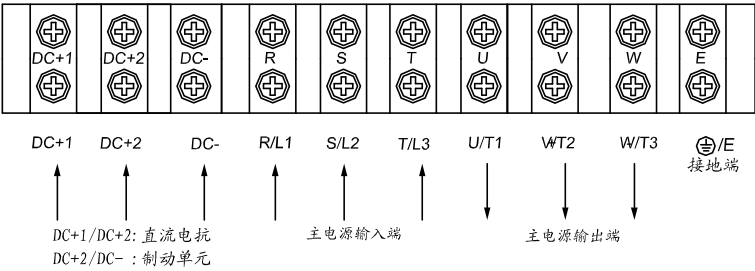 DC+1 DC+2 DC- R S T U V W E
DC+1 DC+2 DC- R/L1 S/L2 T/L3 U/T1 V/T2 W/T3 /E
接地端
DC+1/DC+2: 直流电抗 主电源输入端 主电源输出端
DC+2/DC- : 制动单元